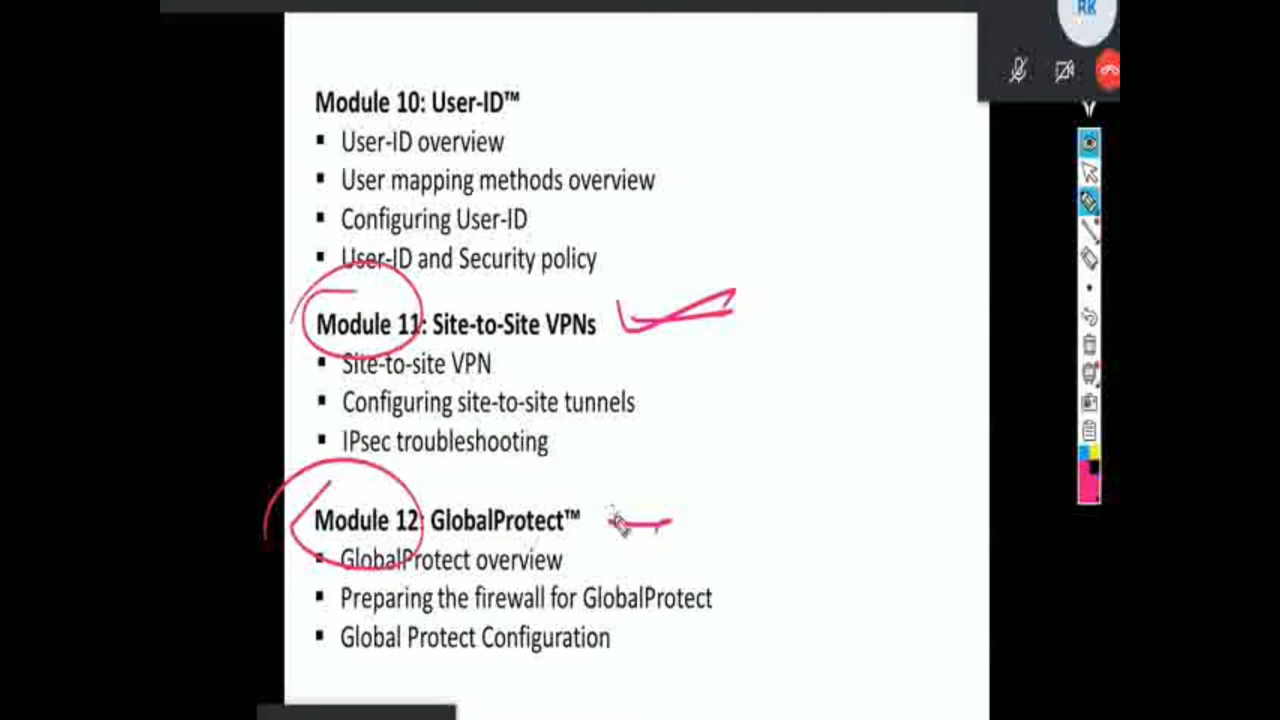 RK
Module 10: User-ID™
▪ User-ID overview
▪ User mapping methods overview
▪ Configuring User-ID
▪ User-ID and Security policy
Module 11: Site-to-Site VPNs
▪ Site-to-site VPN
▪ Configuring site-to-site tunnels
▪ IPsec troubleshooting
Module 12: GlobalProtect™
▪ GlobalProtect overview
▪ Preparing the firewall for GlobalProtect
▪ Global Protect Configuration